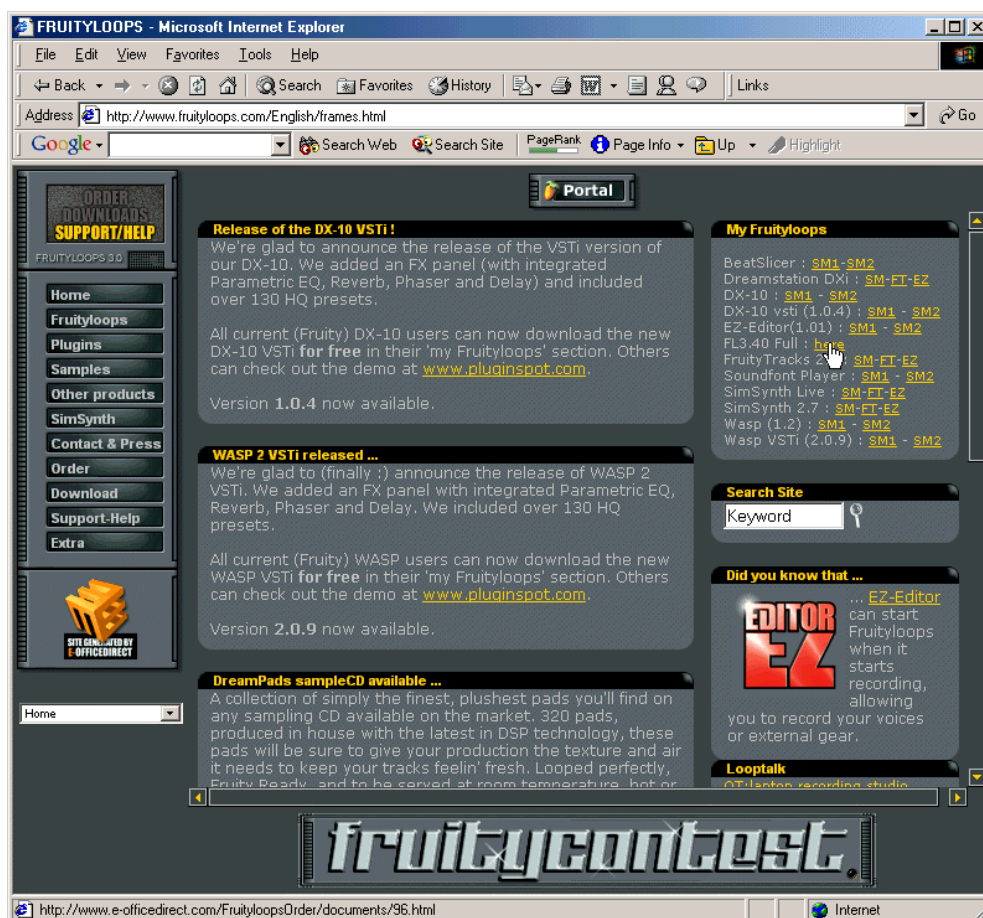 FRUITYLOOPS - Microsoft Internet Explorer
File Edit View Favorites Tools Help
Back Search Favorites History Links
Address http://www.fruityloops.com/English/frames.html Go
Google Search Web Search Site PageRank Page Info Up Highlight
ORDER
DOWNLOADS
SUPPORT/HELP
FRUITYLOOPS 3.0
Home
Fruityloops
Plugins
Samples
Other products
SimSynth
Contact & Press
Order
Download
Support-Help
Extra
SITE GENERATED BY
E-OFFICEDIRECT
Home
Portal
Release of the DX-10 VSTi !
We're glad to announce the release of the VSTi version of
our DX-10. We added an FX panel (with integrated
Parametric EQ, Reverb, Phaser and Delay) and included
over 130 HQ presets.
All current (Fruity) DX-10 users can now download the new
DX-10 VSTi for free in their 'my Fruityloops' section. Others
can check out the demo at www.pluginspot.com.
Version 1.0.4 now available.
WASP 2 VSTi released ...
We're glad to (finally :) announce the release of WASP 2
VSTi. We added an FX panel with integrated Parametric EQ,
Reverb, Phaser and Delay. We included over 130 HQ
presets.
All current (Fruity) WASP users can now download the new
WASP VSTi for free in their 'my Fruityloops' section. Others
can check out the demo at www.pluginspot.com.
Version 2.0.9 now available.
DreamPads sampleCD available ...
A collection of simply the finest, plushest pads you'll find on
any sampling CD available on the market. 320 pads,
produced in house with the latest in DSP technology, these
pads will be sure to give your production the texture and air
it needs to keep your tracks feelin' fresh. Looped perfectly,
Fruity Ready, and to be served at room temperature, hot or
My Fruityloops
BeatSlicer : SM1-SM2
Dreamstation DXi : SM-FT-EZ
DX-10 : SM1 - SM2
DX-10 vsti (1.0.4) : SM1 - SM2
EZ-Editor(1.01) : SM1 - SM2
FL3.40 Full : here
FruityTracks 2 : SM-FT-EZ
Soundfont Player : SM1 - SM2
SimSynth Live : SM-FT-EZ
SimSynth 2.7 : SM-FT-EZ
Wasp (1.2) : SM1 - SM2
Wasp VSTi (2.0.9) : SM1 - SM2
Search Site
Keyword
Did you know that ...
EDITOR
EZ
... EZ-Editor
can start
Fruityloops
when it
starts
recording,
allowing
you to record your voices
or external gear.
Looptalk
OT:laptop recording studio
fruitycontest.
http://www.e-officedirect.com/FruityloopsOrder/documents/96.html Internet